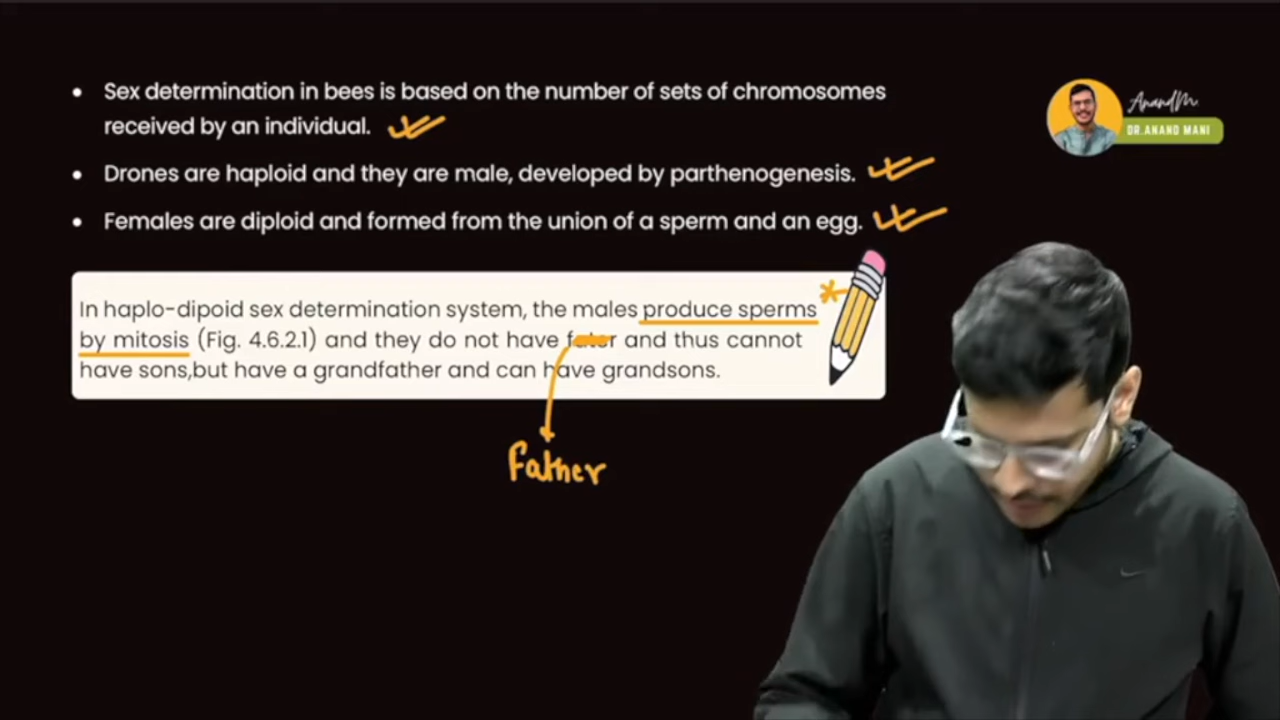 • Sex determination in bees is based on the number of sets of chromosomes
received by an individual.
• Drones are haploid and they are male, developed by parthenogenesis.
• Females are diploid and formed from the union of a sperm and an egg.
AnandM.
DR.ANAND MANI
In haplo-dipoid sex determination system, the males produce sperms
by mitosis (Fig. 4.6.2.1) and they do not have fater and thus cannot
have sons,but have a grandfather and can have grandsons.
Father